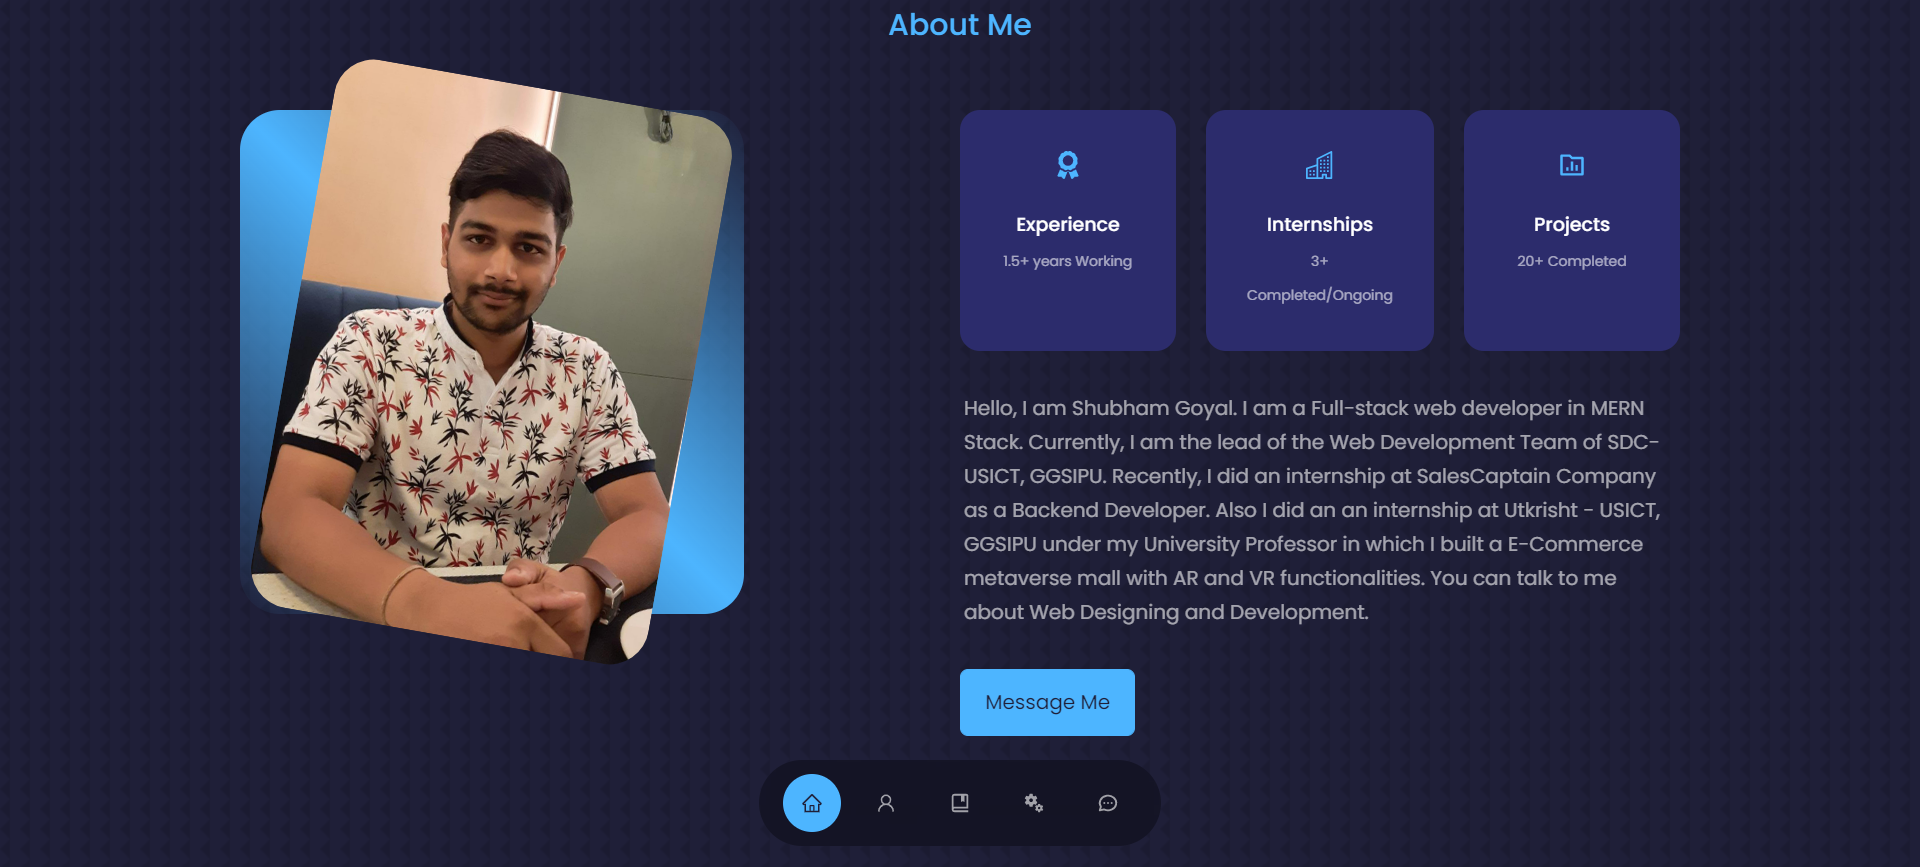 About Me
Experience
1.5+ years Working
Internships
3+
Completed/Ongoing
Projects
20+ Completed
Hello, I am Shubham Goyal. I am a Full-stack web developer in MERN
Stack. Currently, I am the lead of the Web Development Team of SDC-
USICT, GGSIPU. Recently, I did an internship at SalesCaptain Company
as a Backend Developer. Also I did an an internship at Utkrisht - USICT,
GGSIPU under my University Professor in which I built a E-Commerce
metaverse mall with AR and VR functionalities. You can talk to me
about Web Designing and Development.
Message Me